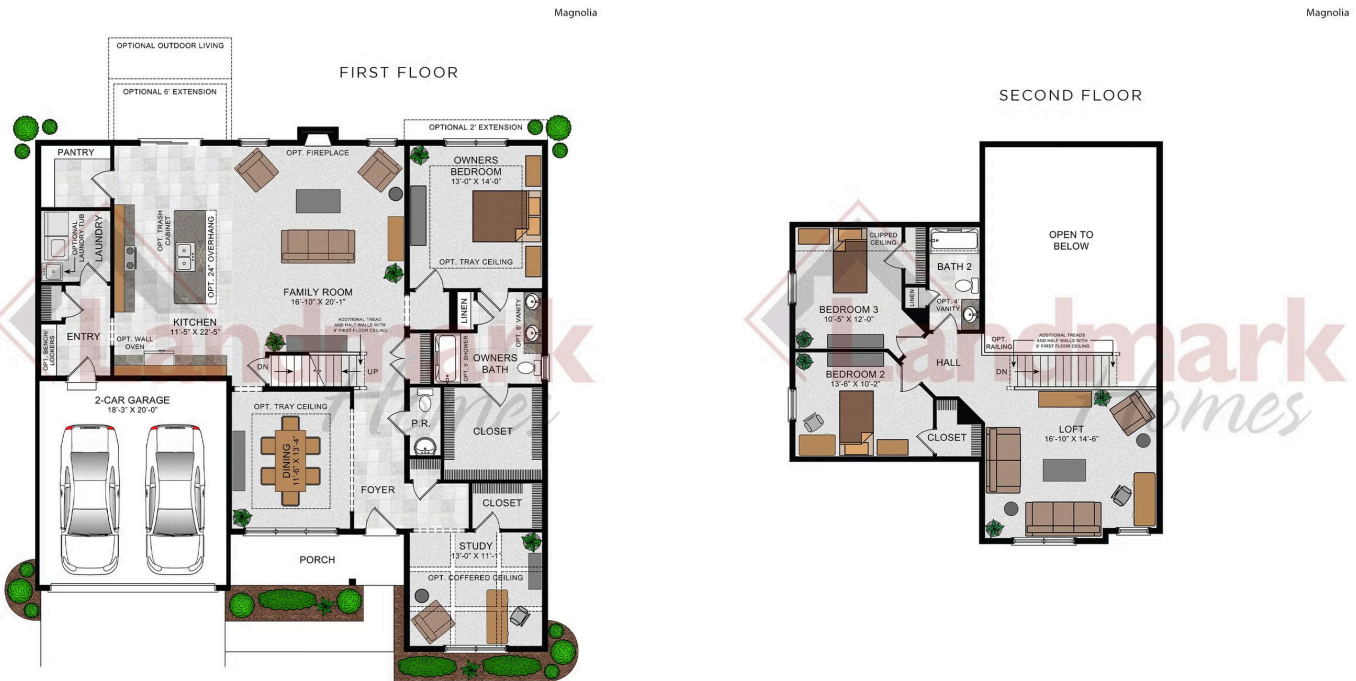 Magnolia
FIRST FLOOR
OPTIONAL OUTDOOR LIVING
OPTIONAL 6' EXTENSION
OPTIONAL 2' EXTENSION
PANTRY
OPT. FIREPLACE
OWNERS
BEDROOM
13'-0" X 14'-0"
OPT. TRAY CEILING
OPTIONAL
LAUNDRY TUB
LAUNDRY
OPT. TRASH
CABINET
OPT. 24" OVERHANG
FAMILY ROOM
16'-10" X 20'-1"
KITCHEN
11'-5" X 22'-5"
ADDITIONAL TREAD
AND HALF WALLS WITH
9' FIRST FLOOR CEILING
LINEN
OPT. 6' VANITY
OPT. 5' SHOWER
OWNERS
BATH
ENTRY
OPT. BENCH/
LOCKERS
OPT. WALL
OVEN
DN
UP
2-CAR GARAGE
18'-3" X 20'-0"
OPT. TRAY CEILING
DINING
11'-6" X 13'-4"
P.R.
CLOSET
FOYER
CLOSET
PORCH
STUDY
13'-0" X 11'-1"
OPT. COFFERED CEILING
Landmark
Homes
Magnolia
SECOND FLOOR
OPEN TO
BELOW
CLIPPED
CEILING
BATH 2
LINEN
OPT. 4'
VANITY
BEDROOM 3
10'-5" X 12'-0"
BEDROOM 2
13'-6" X 10'-2"
HALL
OPT.
RAILING
ADDITIONAL TREADS
AND HALF WALLS WITH
9' FIRST FLOOR CEILING
DN
CLOSET
LOFT
16'-10" X 14'-6"
Landmark
Homes